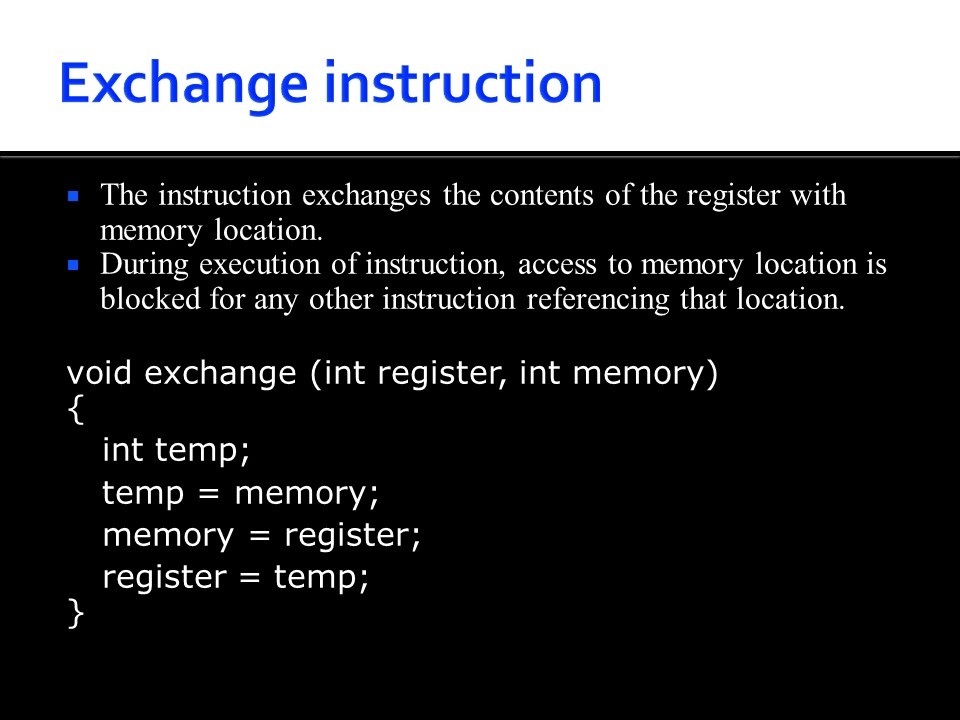 Exchange instruction
The instruction exchanges the contents of the register with
memory location.
During execution of instruction, access to memory location is
blocked for any other instruction referencing that location.
void exchange (int register, int memory)
{
int temp;
temp = memory;
memory = register;
register = temp;
}